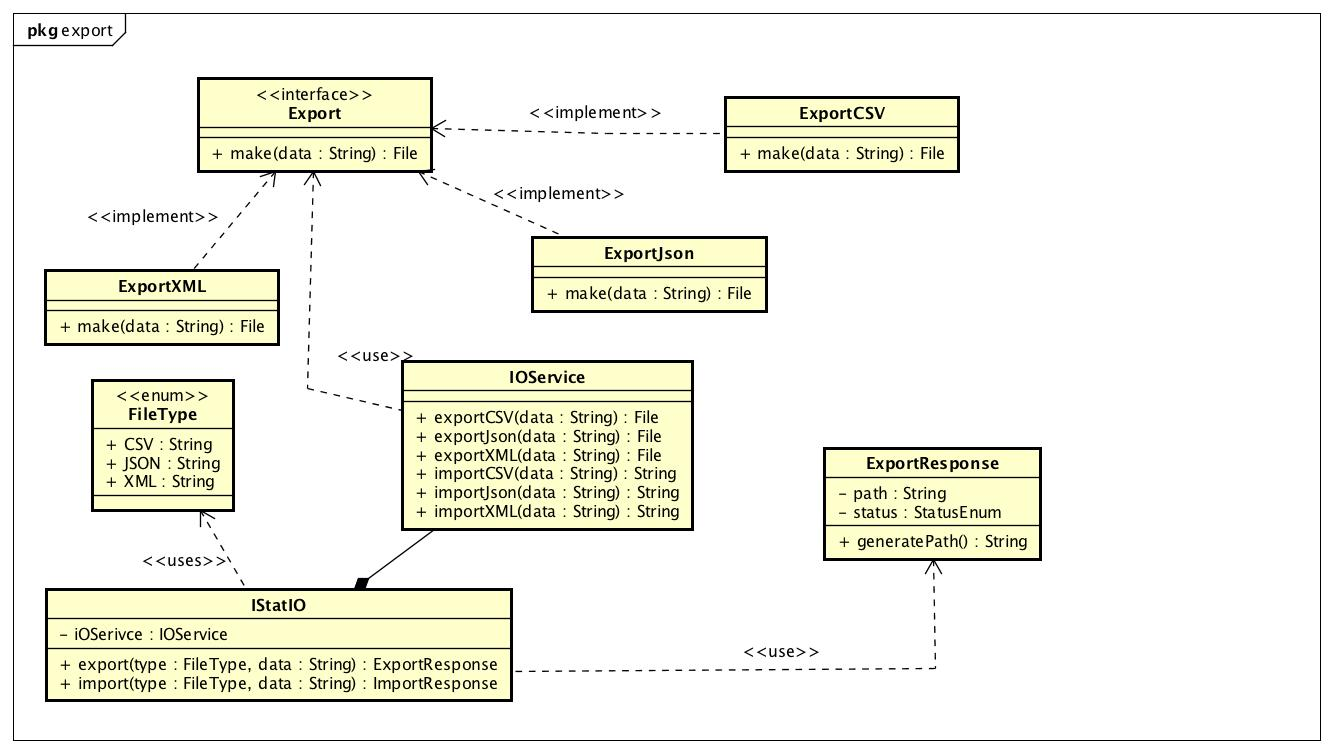 pkg export
<<interface>>
Export
+ make(data : String) : File
<<implement>>
ExportCSV
+ make(data : String) : File
<<implement>>
<<implement>>
ExportJson
+ make(data : String) : File
ExportXML
+ make(data : String) : File
<<use>>
IOService
+ exportCSV(data : String) : File
+ exportJson(data : String) : File
+ exportXML(data : String) : File
+ importCSV(data : String) : String
+ importJson(data : String) : String
+ importXML(data : String) : String
<<enum>>
FileType
+ CSV : String
+ JSON : String
+ XML : String
ExportResponse
- path : String
- status : StatusEnum
+ generatePath() : String
<<uses>>
IStatIO
- iOSerivce : IOService
+ export(type : FileType, data : String) : ExportResponse
+ import(type : FileType, data : String) : ImportResponse
<<use>>